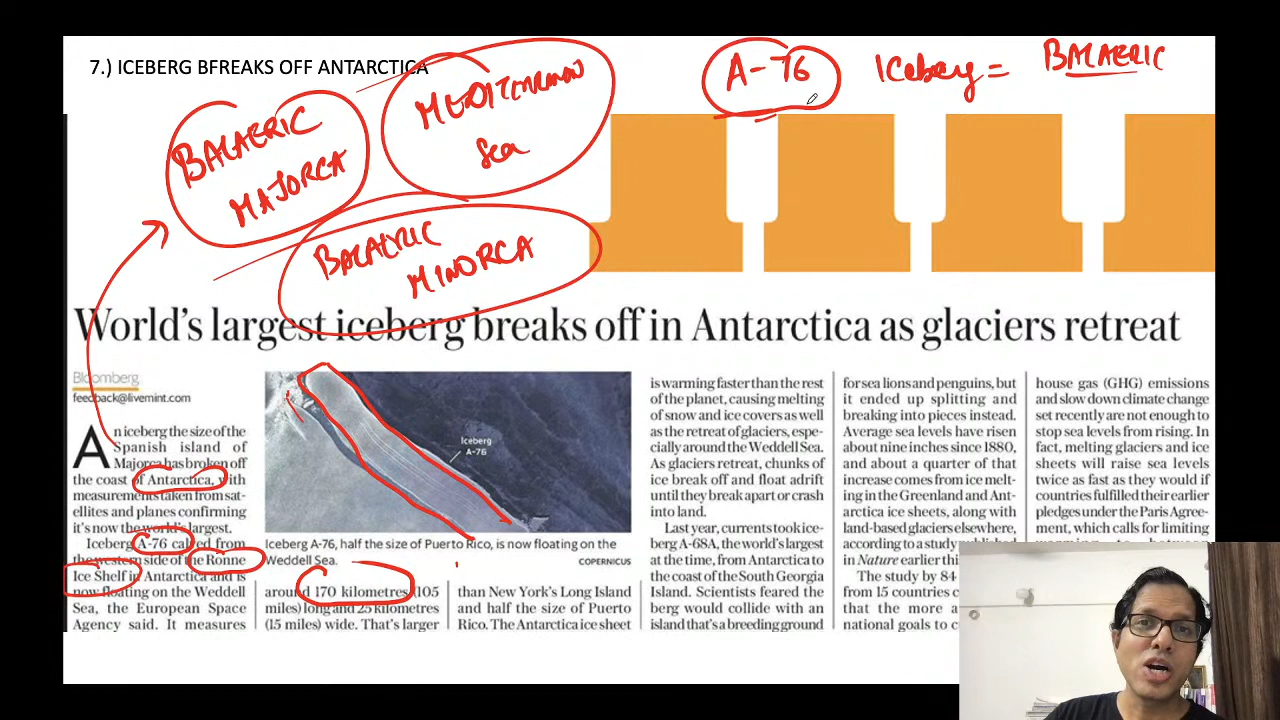 7.) ICEBERG BFREAKS OFF ANTARCTICA
A-76 Iceberg = BALAERIC
BALAERIC
MAJORCA
MEDITERRANEAN
Sea
BALAERIC
MINORCA
World's largest iceberg breaks off in Antarctica as glaciers retreat
Bloomberg
feedback@livemint.com
An iceberg the size of the
Spanish island of
Majorca has broken off
the coast of Antarctica, with
measurements taken from sat-
ellites and planes confirming
it's now the world's largest.
Iceberg A-76 calved from
the western side of the Ronne
Ice Shelf in Antarctica and is
now floating on the Weddell
Sea, the European Space
Agency said. It measures
Iceberg
A-76
Iceberg A-76, half the size of Puerto Rico, is now floating on the
Weddell Sea.
COPERNICUS
around 170 kilometres (105
miles) long and 25 kilometres
(15 miles) wide. That's larger
than New York's Long Island
and half the size of Puerto
Rico. The Antarctica ice sheet
is warming faster than the rest
of the planet, causing melting
of snow and ice covers as well
as the retreat of glaciers, espe-
cially around the Weddell Sea.
As glaciers retreat, chunks of
ice break off and float adrift
until they break apart or crash
into land.
Last year, currents took ice-
berg A-68A, the world's largest
at the time, from Antarctica to
the coast of the South Georgia
Island. Scientists feared the
berg would collide with an
island that's a breeding ground
for sea lions and penguins, but
it ended up splitting and
breaking into pieces instead.
Average sea levels have risen
about nine inches since 1880,
and about a quarter of that
increase comes from ice melt-
ing in the Greenland and Ant-
arctica ice sheets, along with
land-based glaciers elsewhere,
according to a study published
in Nature earlier thi
The study by 84
from 15 countries c
that the more a
national goals to c
house gas (GHG) emissions
and slow down climate change
set recently are not enough to
stop sea levels from rising. In
fact, melting glaciers and ice
sheets will raise sea levels
twice as fast as they would if
countries fulfilled their earlier
pledges under the Paris Agree-
ment, which calls for limiting